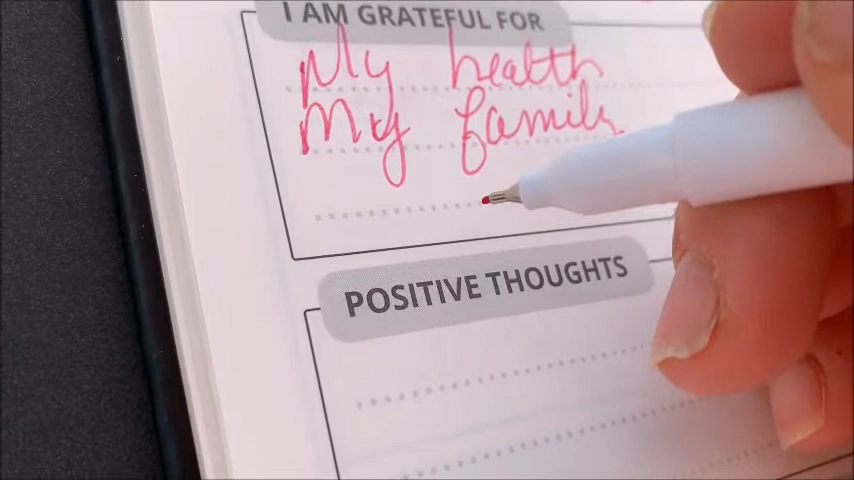 I AM GRATEFUL FOR
My health
My family
POSITIVE THOUGHTS